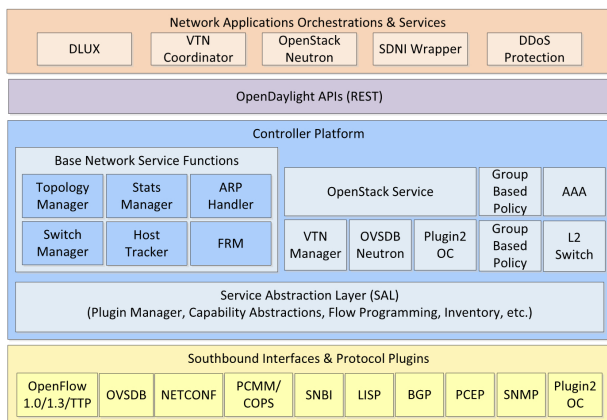 Network Applications Orchestrations & Services
DLUX
VTN
Coordinator
OpenStack
Neutron
SDNI Wrapper
DDoS
Protection
OpenDaylight APIs (REST)
Controller Platform
Base Network Service Functions
Topology
Manager
Stats
Manager
ARP
Handler
Switch
Manager
Host
Tracker
FRM
OpenStack Service
Group
Based
Policy
AAA
VTN
Manager
OVSDB
Neutron
Plugin2
OC
Group
Based
Policy
L2
Switch
Service Abstraction Layer (SAL)
(Plugin Manager, Capability Abstractions, Flow Programming, Inventory, etc.)
Southbound Interfaces & Protocol Plugins
OpenFlow
1.0/1.3/TTP
OVSDB
NETCONF
PCMM/
COPS
SNBI
LISP
BGP
PCEP
SNMP
Plugin2
OC